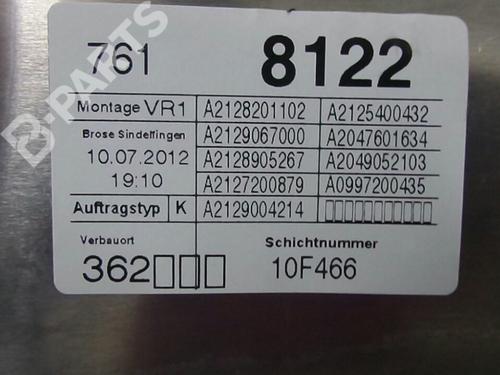 761 8122
Montage VR1 A2128201102 A2125400432
Brose Sindelfingen A2129067000 A2047601634
10.07.2012 A2128905267 A2049052103
19:10 A2127200879 A0997200435
Auftragstyp K A2129004214 ▯▯▯▯▯▯▯▯▯▯▯
Verbauort Schichtnummer
362▯▯▯ 10F466
B-PARTS